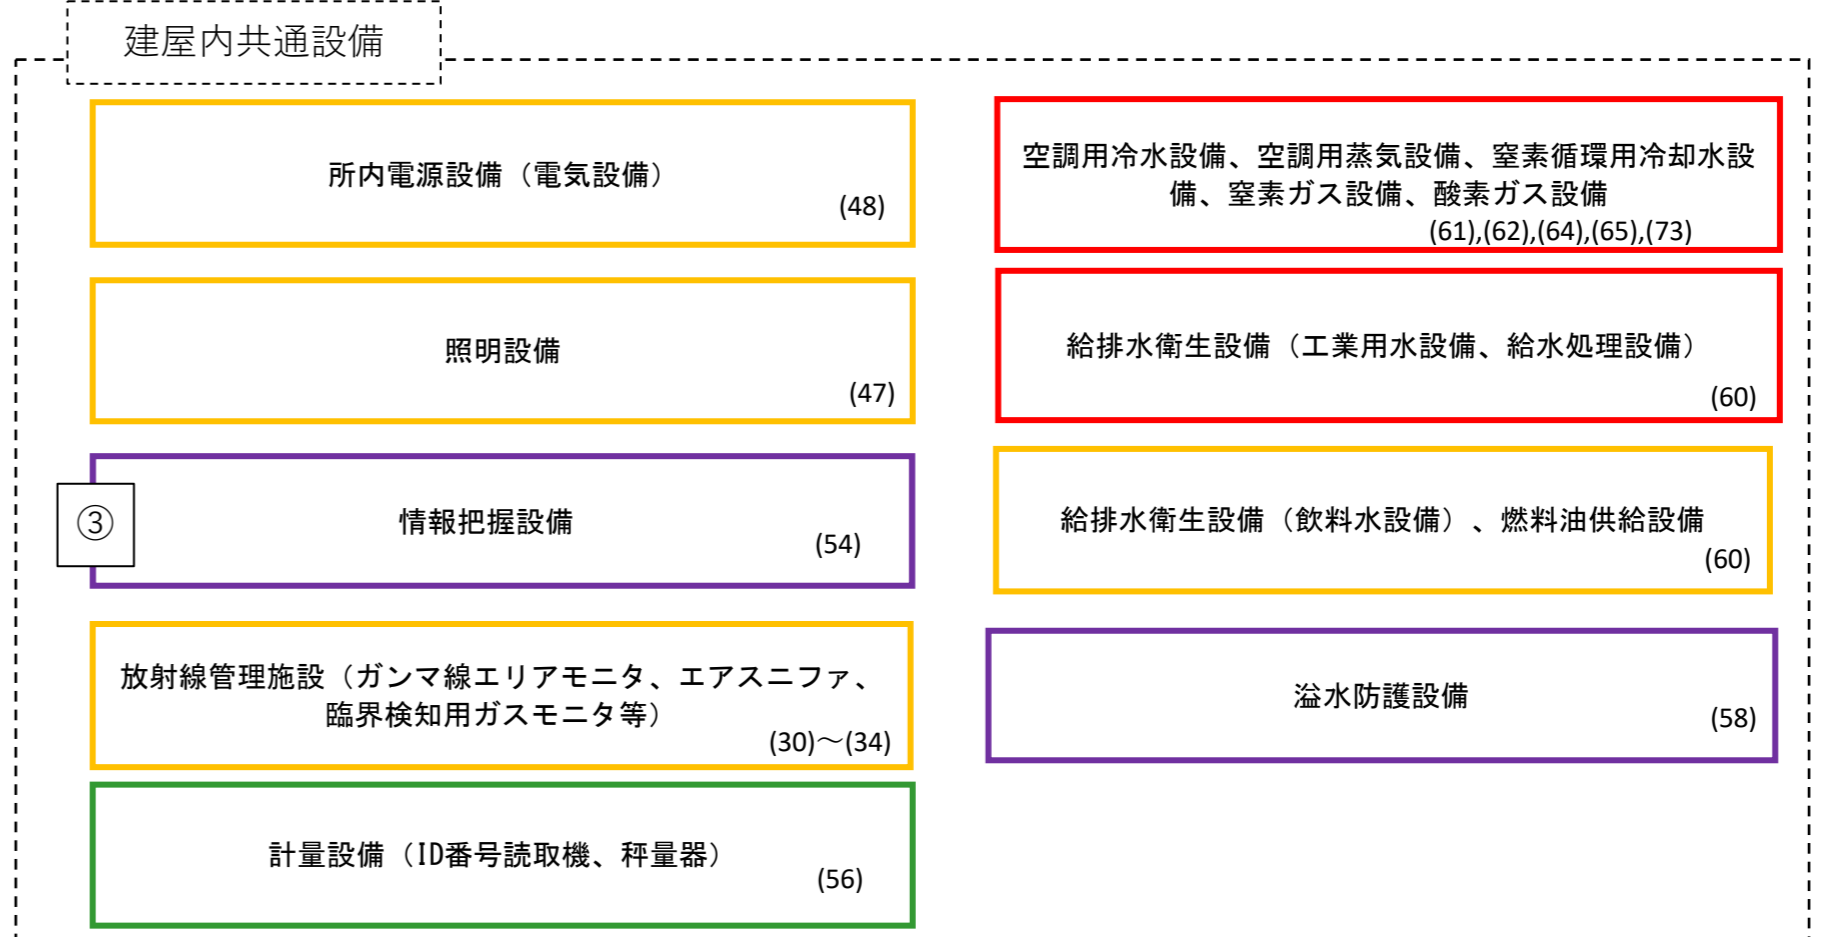 建屋内共通設備
所内電源設備（電気設備）
(48)
照明設備
(47)
③
情報把握設備
(54)
放射線管理施設（ガンマ線エリアモニタ、エアスニファ、
臨界検知用ガスモニタ等）
(30)～(34)
計量設備（ID番号読取機、秤量器）
(56)
空調用冷水設備、空調用蒸気設備、窒素循環用冷却水設
備、窒素ガス設備、酸素ガス設備
(61),(62),(64),(65),(73)
給排水衛生設備（工業用水設備、給水処理設備）
(60)
給排水衛生設備（飲料水設備）、燃料油供給設備
(60)
溢水防護設備
(58)